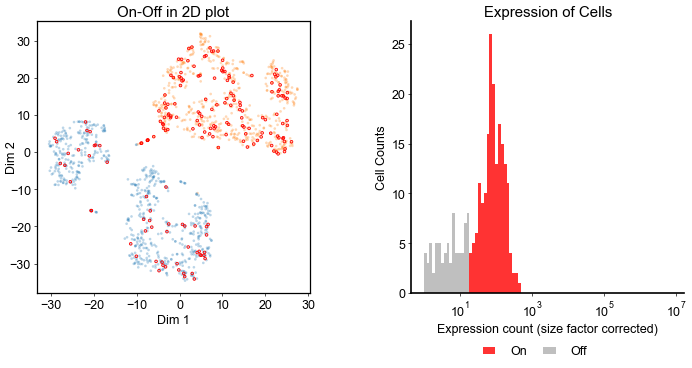 On-Off in 2D plot
Dim 2
30
20
10
0
−10
−20
−30
−30 −20 −10 0 10 20 30
Dim 1
Expression of Cells
Cell Counts
25
20
15
10
5
0
10^1 10^3 10^5 10^7
Expression count (size factor corrected)
On Off